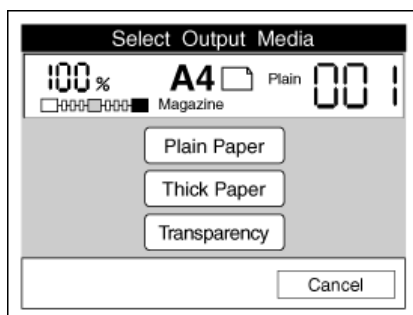 Select Output Media
100 % A4 Plain 001
Magazine
Plain Paper
Thick Paper
Transparency
Cancel